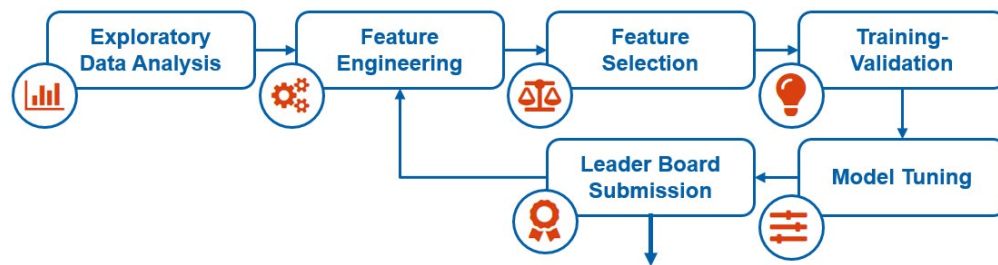 Exploratory
Data Analysis
Feature
Engineering
Feature
Selection
Training-
Validation
Leader Board
Submission
Model Tuning